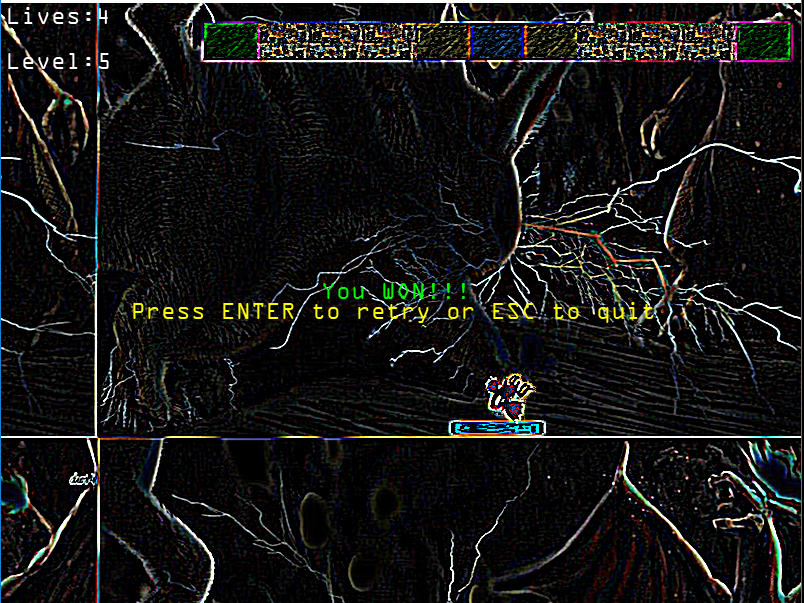 Lives:4
Level:5
You WON!!!
Press ENTER to retry or ESC to quit